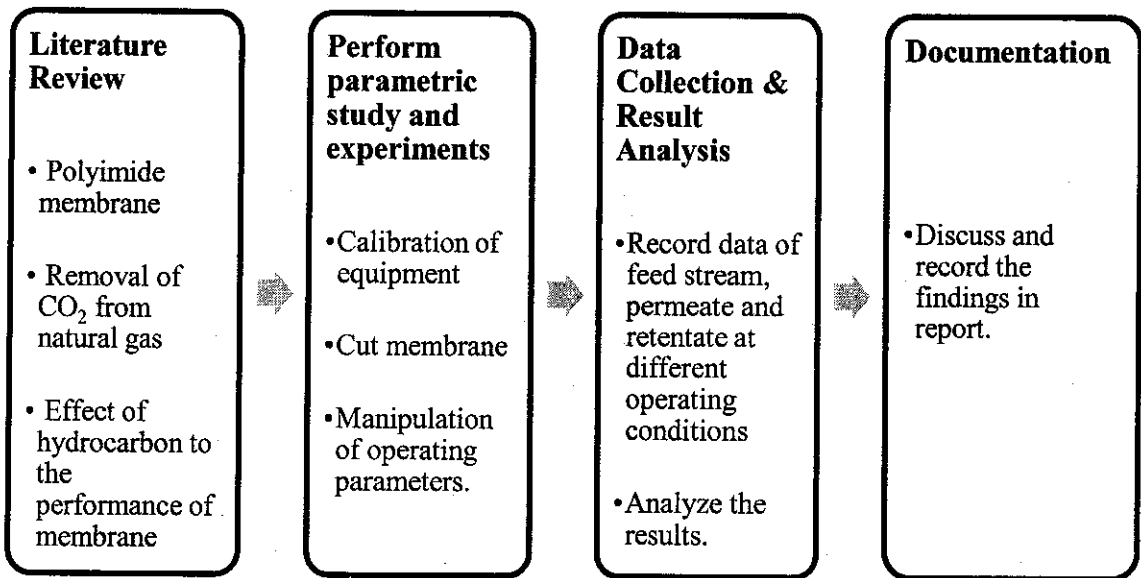 Literature
Review
• Polyimide
membrane
• Removal of
CO₂ from
natural gas
• Effect of
hydrocarbon to
the
performance of
membrane
Perform
parametric
study and
experiments
•Calibration of
equipment
•Cut membrane
•Manipulation
of operating
parameters.
Data
Collection &
Result
Analysis
•Record data of
feed stream,
permeate and
retentate at
different
operating
conditions
•Analyze the
results.
Documentation
•Discuss and
record the
findings in
report.